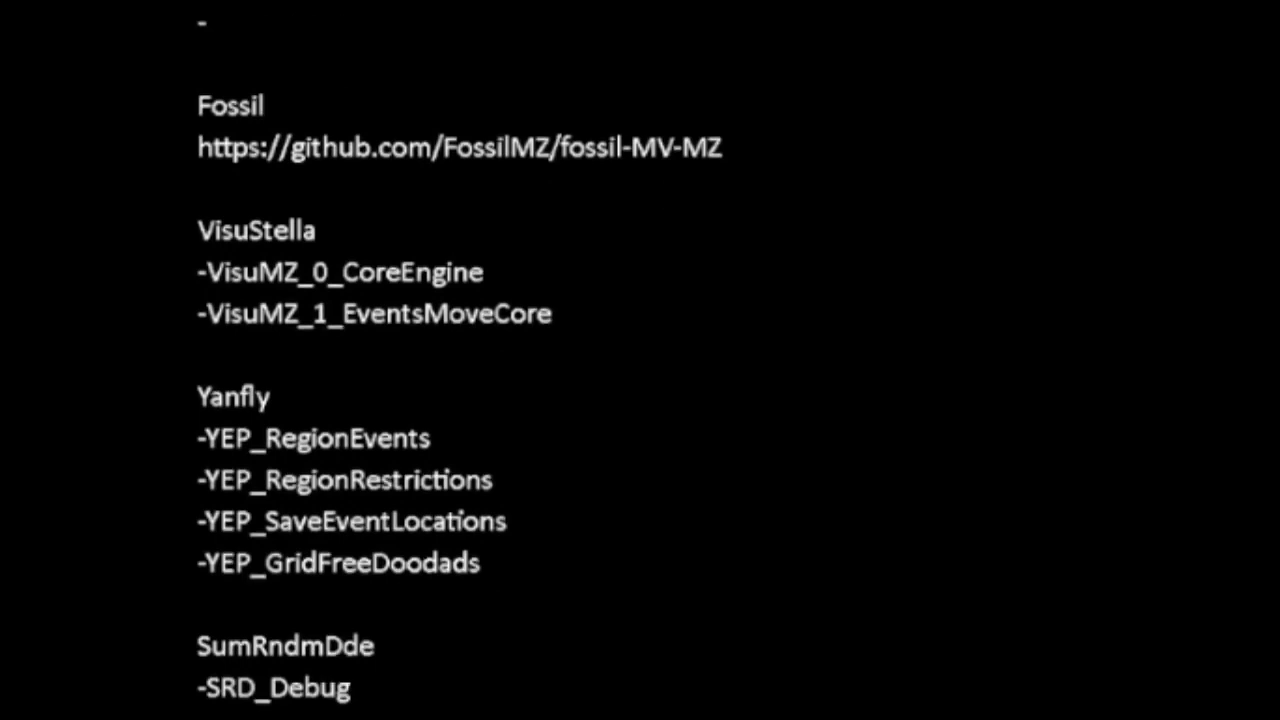 -
Fossil
https://github.com/FossilMZ/fossil-MV-MZ
VisuStella
-VisuMZ_0_CoreEngine
-VisuMZ_1_EventsMoveCore
Yanfly
-YEP_RegionEvents
-YEP_RegionRestrictions
-YEP_SaveEventLocations
-YEP_GridFreeDoodads
SumRndmDde
-SRD_Debug